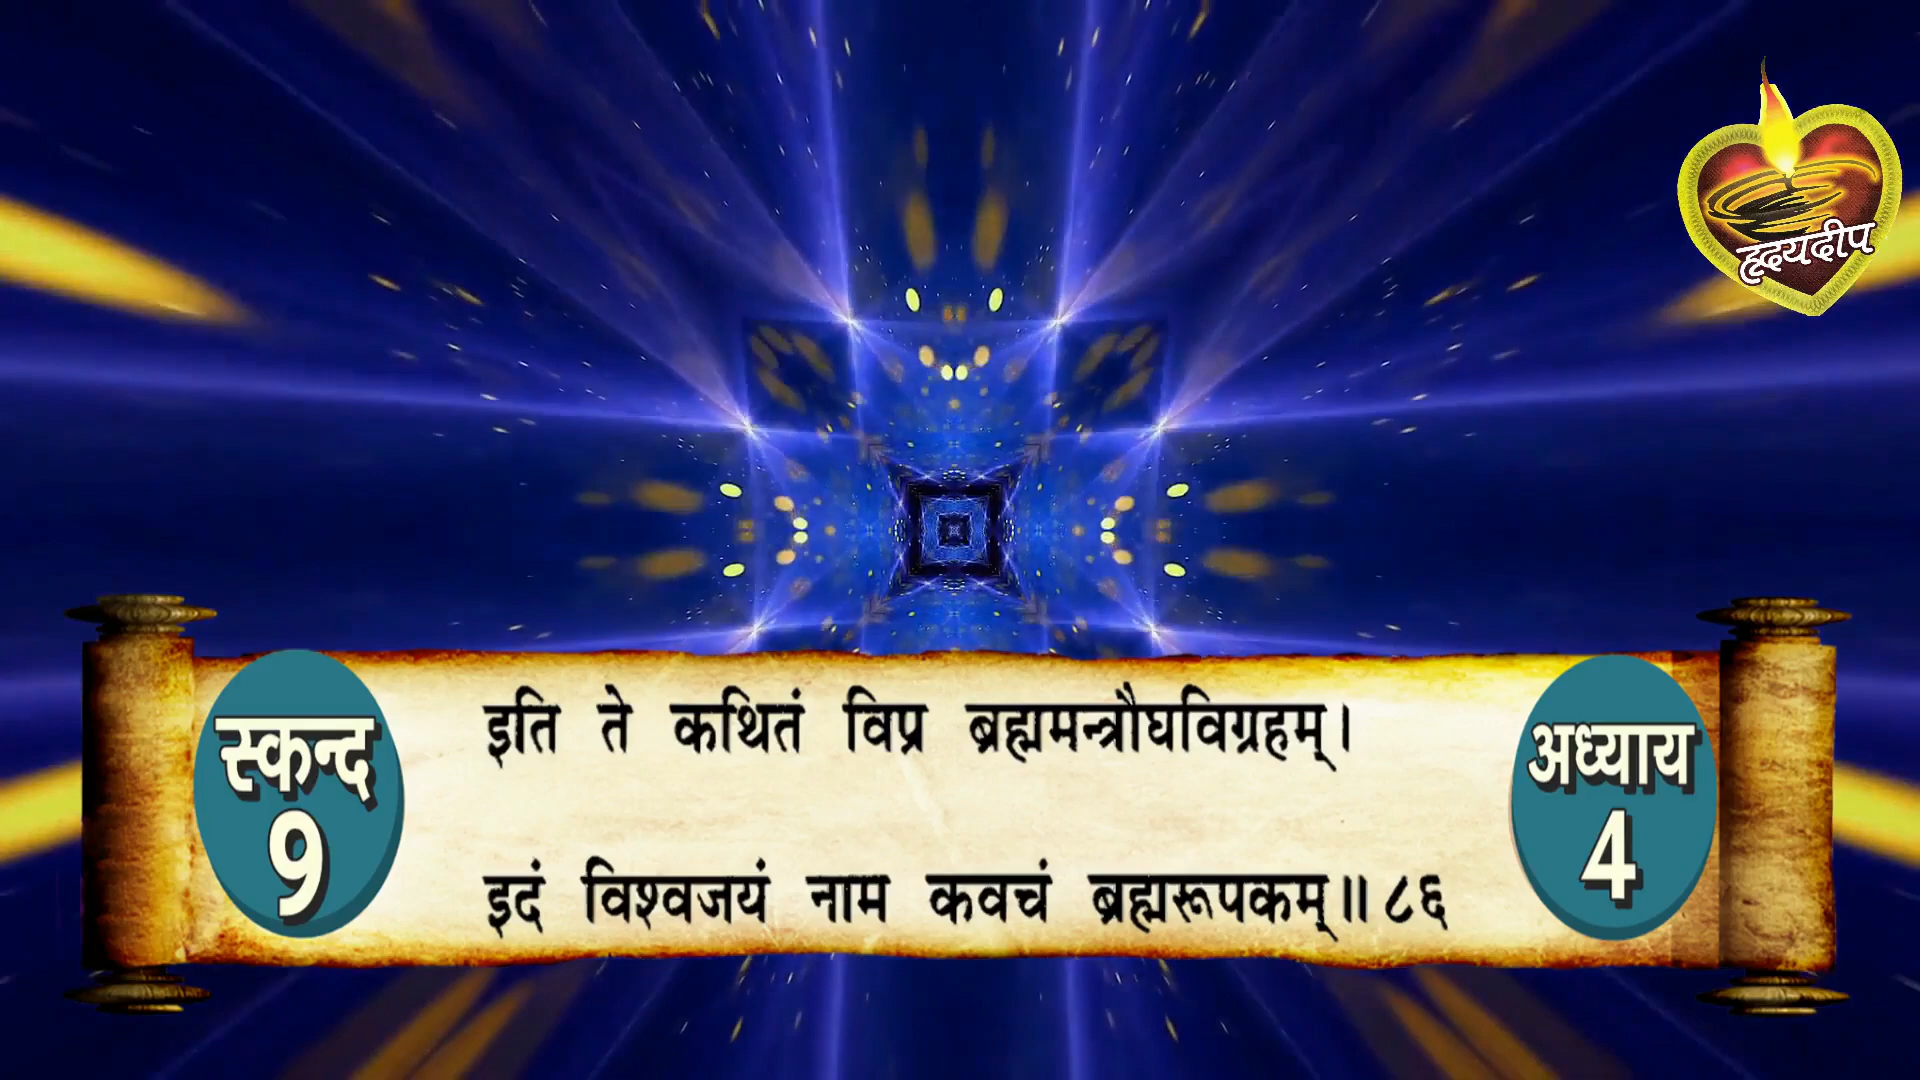 हृदयदीप
स्कन्द
9
इति ते कथितं विप्र ब्रह्ममन्त्रौघविग्रहम्।
इदं विश्वजयं नाम कवचं ब्रह्मरूपकम्॥ ८६
अध्याय
4